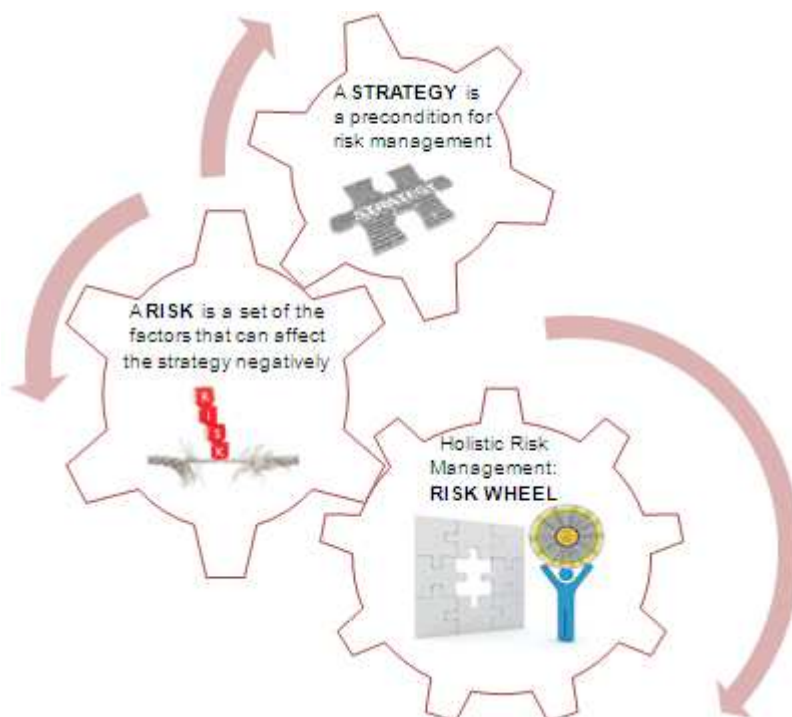 A STRATEGY is
a precondition for
risk management
STRATEGY
A RISK is a set of the
factors that can affect
the strategy negatively
R
I
S
K
Holistic Risk
Management:
RISK WHEEL